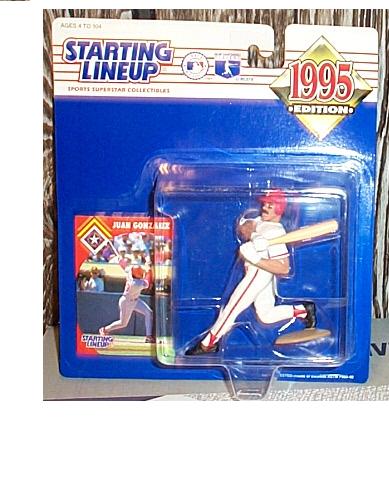 AGES 4 TO 104
STARTING
LINEUP
SPORTS SUPERSTAR COLLECTIBLES
1995
EDITION
JUAN GONZALEZ
STARTING
LINEUP